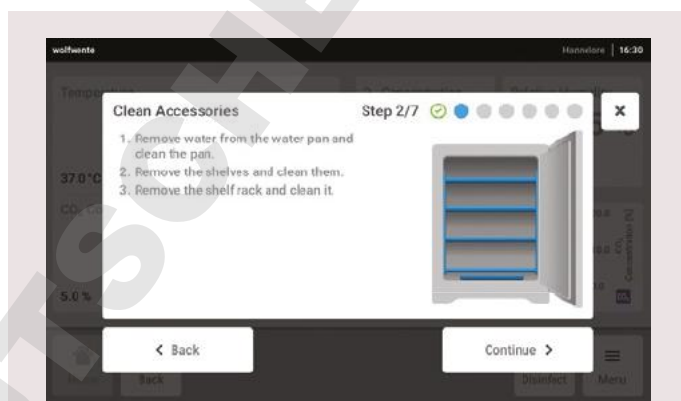 wolfwente
Hannelore | 16:30
Clean Accessories
Step 2/7
x
1. Remove water from the water pan and
clean the pan.
2. Remove the shelves and clean them.
3. Remove the shelf rack and clean it.
37.0°C
5.0 %
CO₂
Concentration [%]
< Back
Continue >
Back
Disinfect
Menu